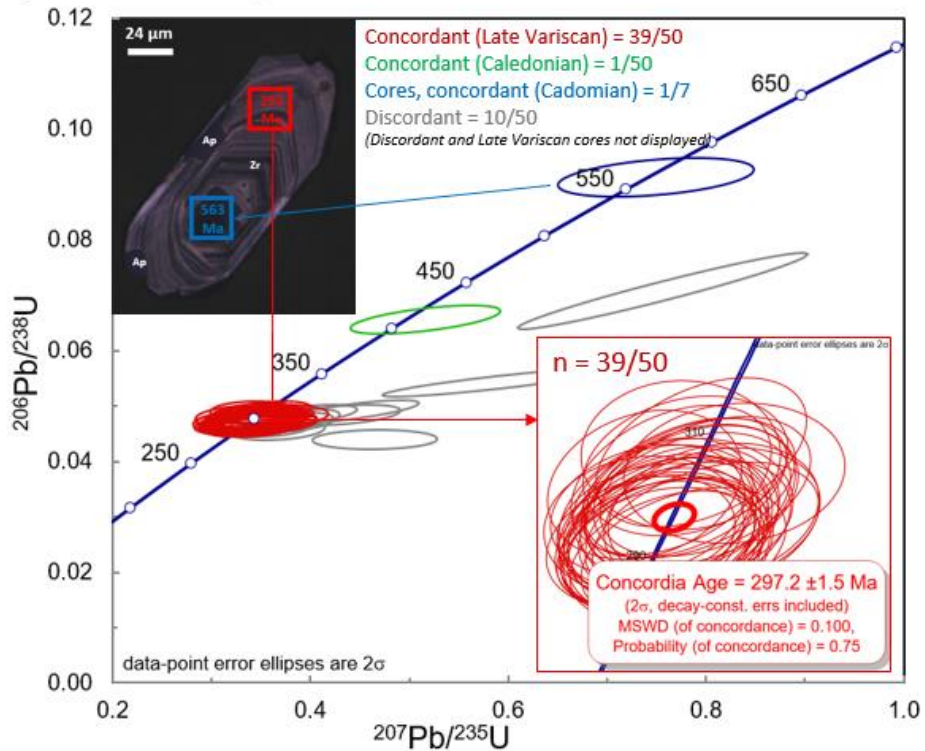 0.12
0.10
0.08
0.06
0.04
0.02
0.00
206Pb/238U
24 µm
Ma
Ap
Zr
563
Ma
Ap
Concordant (Late Variscan) = 39/50
Concordant (Caledonian) = 1/50
Cores, concordant (Cadomian) = 1/7
Discordant = 10/50
(Discordant and Late Variscan cores not displayed)
650
550
450
350
250
n = 39/50
data-point error ellipses are 2σ
310
290
Concordia Age = 297.2 ±1.5 Ma
(2σ, decay-const. errs included)
MSWD (of concordance) = 0.100,
Probability (of concordance) = 0.75
data-point error ellipses are 2σ
0.2
0.4
0.6
0.8
1.0
207Pb/235U